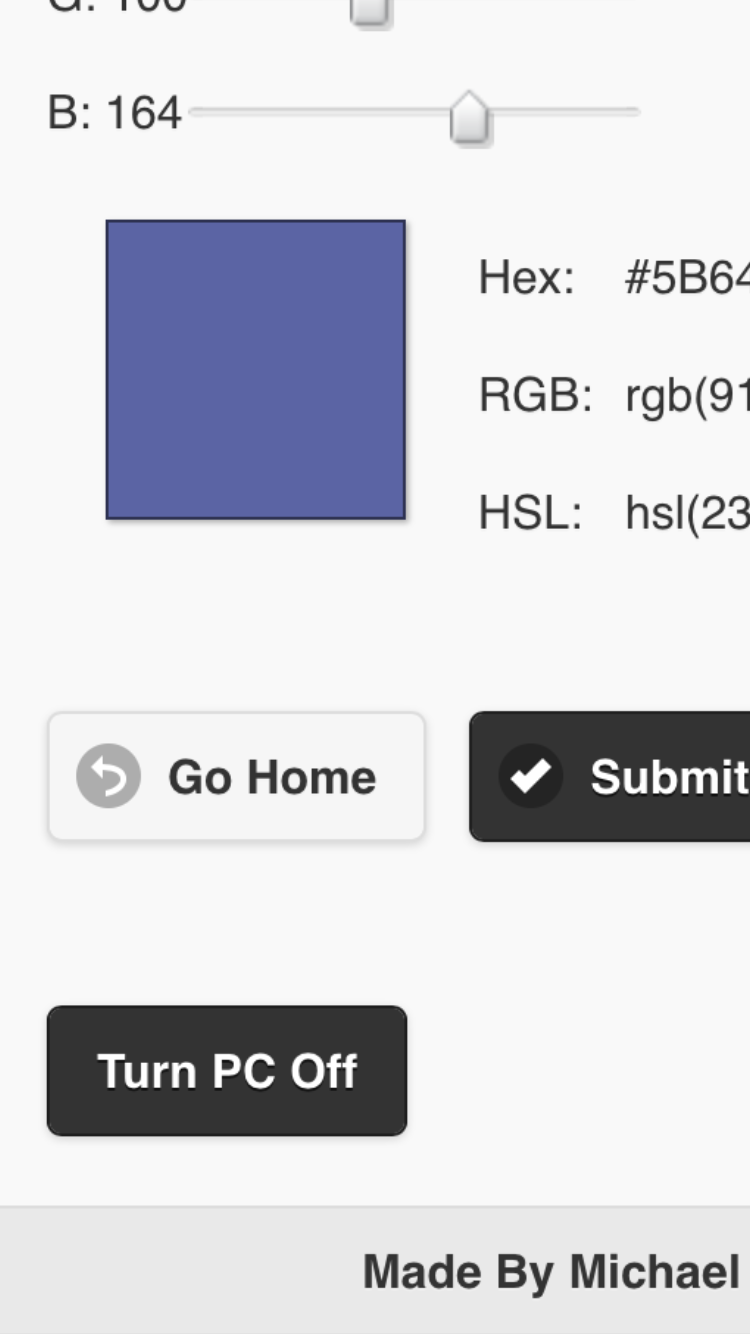 G: 100
B: 164
Hex: #5B64
RGB: rgb(91
HSL: hsl(23
Go Home
Submit
Turn PC Off
Made By Michael